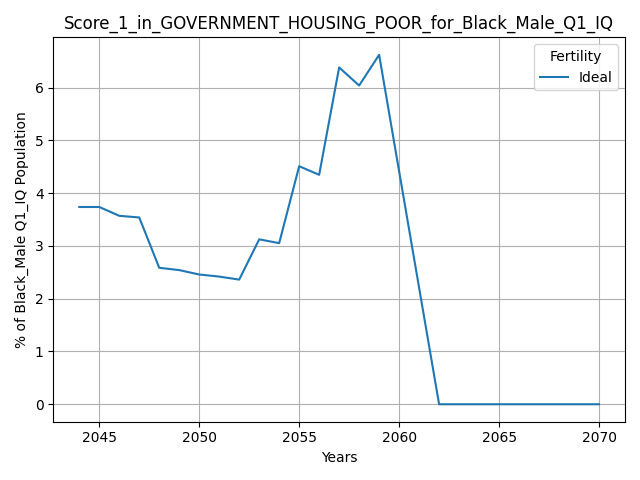 Score_1_in_GOVERNMENT_HOUSING_POOR_for_Black_Male_Q1_IQ
Fertility
Ideal
% of Black_Male Q1_IQ Population
6
5
4
3
2
1
0
2045 2050 2055 2060 2065 2070
Years